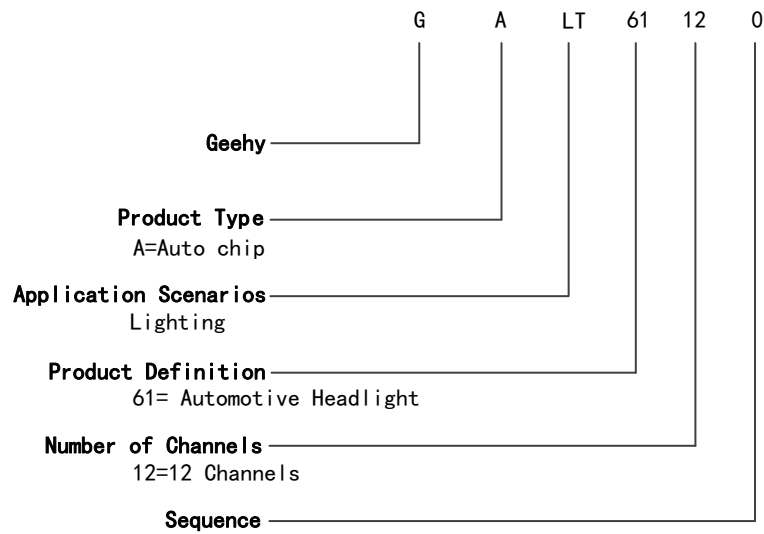 G A LT 61 12 0
Geehy
Product Type
A=Auto chip
Application Scenarios
Lighting
Product Definition
61= Automotive Headlight
Number of Channels
12=12 Channels
Sequence